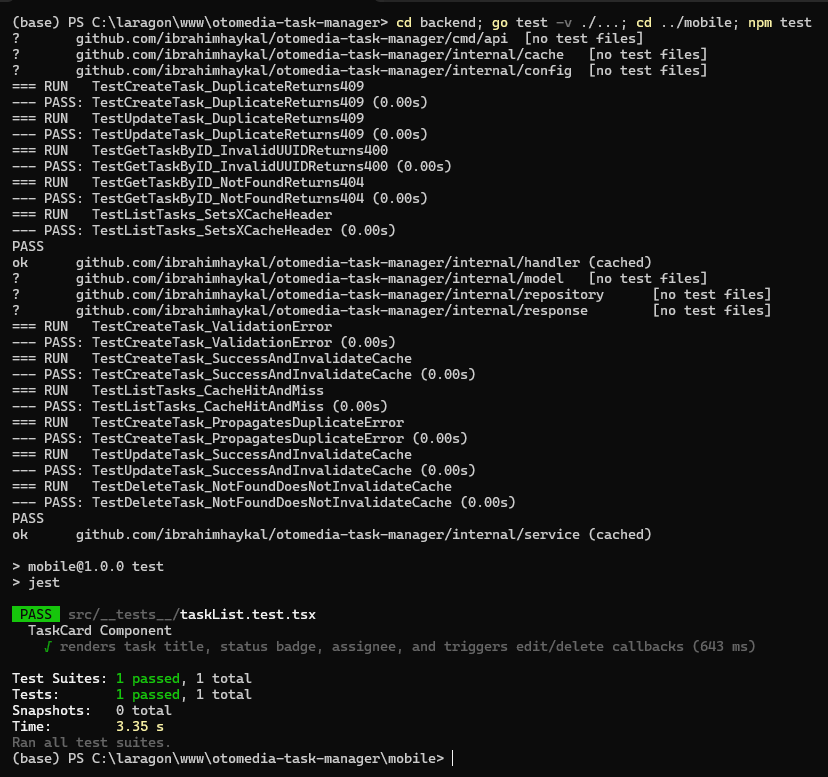 (base) PS C:\laragon\www\otomedia-task-manager> cd backend; go test -v ./...; cd ../mobile; npm test
?       github.com/ibrahimhaykal/otomedia-task-manager/cmd/api  [no test files]
?       github.com/ibrahimhaykal/otomedia-task-manager/internal/cache   [no test files]
?       github.com/ibrahimhaykal/otomedia-task-manager/internal/config  [no test files]
=== RUN   TestCreateTask_DuplicateReturns409
--- PASS: TestCreateTask_DuplicateReturns409 (0.00s)
=== RUN   TestUpdateTask_DuplicateReturns409
--- PASS: TestUpdateTask_DuplicateReturns409 (0.00s)
=== RUN   TestGetTaskByID_InvalidUUIDReturns400
--- PASS: TestGetTaskByID_InvalidUUIDReturns400 (0.00s)
=== RUN   TestGetTaskByID_NotFoundReturns404
--- PASS: TestGetTaskByID_NotFoundReturns404 (0.00s)
=== RUN   TestListTasks_SetsXCacheHeader
--- PASS: TestListTasks_SetsXCacheHeader (0.00s)
PASS
ok      github.com/ibrahimhaykal/otomedia-task-manager/internal/handler (cached)
?       github.com/ibrahimhaykal/otomedia-task-manager/internal/model   [no test files]
?       github.com/ibrahimhaykal/otomedia-task-manager/internal/repository      [no test files]
?       github.com/ibrahimhaykal/otomedia-task-manager/internal/response        [no test files]
=== RUN   TestCreateTask_ValidationError
--- PASS: TestCreateTask_ValidationError (0.00s)
=== RUN   TestCreateTask_SuccessAndInvalidateCache
--- PASS: TestCreateTask_SuccessAndInvalidateCache (0.00s)
=== RUN   TestListTasks_CacheHitAndMiss
--- PASS: TestListTasks_CacheHitAndMiss (0.00s)
=== RUN   TestCreateTask_PropagatesDuplicateError
--- PASS: TestCreateTask_PropagatesDuplicateError (0.00s)
=== RUN   TestUpdateTask_SuccessAndInvalidateCache
--- PASS: TestUpdateTask_SuccessAndInvalidateCache (0.00s)
=== RUN   TestDeleteTask_NotFoundDoesNotInvalidateCache
--- PASS: TestDeleteTask_NotFoundDoesNotInvalidateCache (0.00s)
PASS
ok      github.com/ibrahimhaykal/otomedia-task-manager/internal/service (cached)
> mobile@1.0.0 test
> jest
PASS src/__tests__/taskList.test.tsx
TaskCard Component
√ renders task title, status badge, assignee, and triggers edit/delete callbacks (643 ms)
Test Suites: 1 passed, 1 total
Tests:       1 passed, 1 total
Snapshots:   0 total
Time:        3.35 s
Ran all test suites.
(base) PS C:\laragon\www\otomedia-task-manager\mobile>